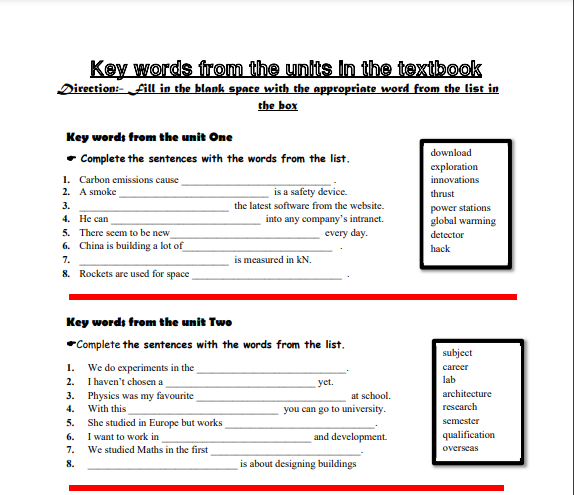 Key words from the units in the textbook
Direction:- Fill in the blank space with the appropriate word from the list in
the box
Key words from the unit One
☛ Complete the sentences with the words from the list.
1. Carbon emissions cause ______________________________ .
2. A smoke ______________________________ is a safety device.
3. ______________________________ the latest software from the website.
4. He can ______________________________ into any company’s intranet.
5. There seem to be new______________________________ every day.
6. China is building a lot of______________________________ .
7. ______________________________ is measured in kN.
8. Rockets are used for space ______________________________ .
download
exploration
innovations
thrust
power stations
global warming
detector
hack
Key words from the unit Two
☛Complete the sentences with the words from the list.
1. We do experiments in the ______________________________.
2. I haven’t chosen a ______________________________ yet.
3. Physics was my favourite ______________________________ at school.
4. With this ______________________________ you can go to university.
5. She studied in Europe but works ______________________________.
6. I want to work in ______________________________ and development.
7. We studied Maths in the first ______________________________.
8. ______________________________ is about designing buildings
subject
career
lab
architecture
research
semester
qualification
overseas